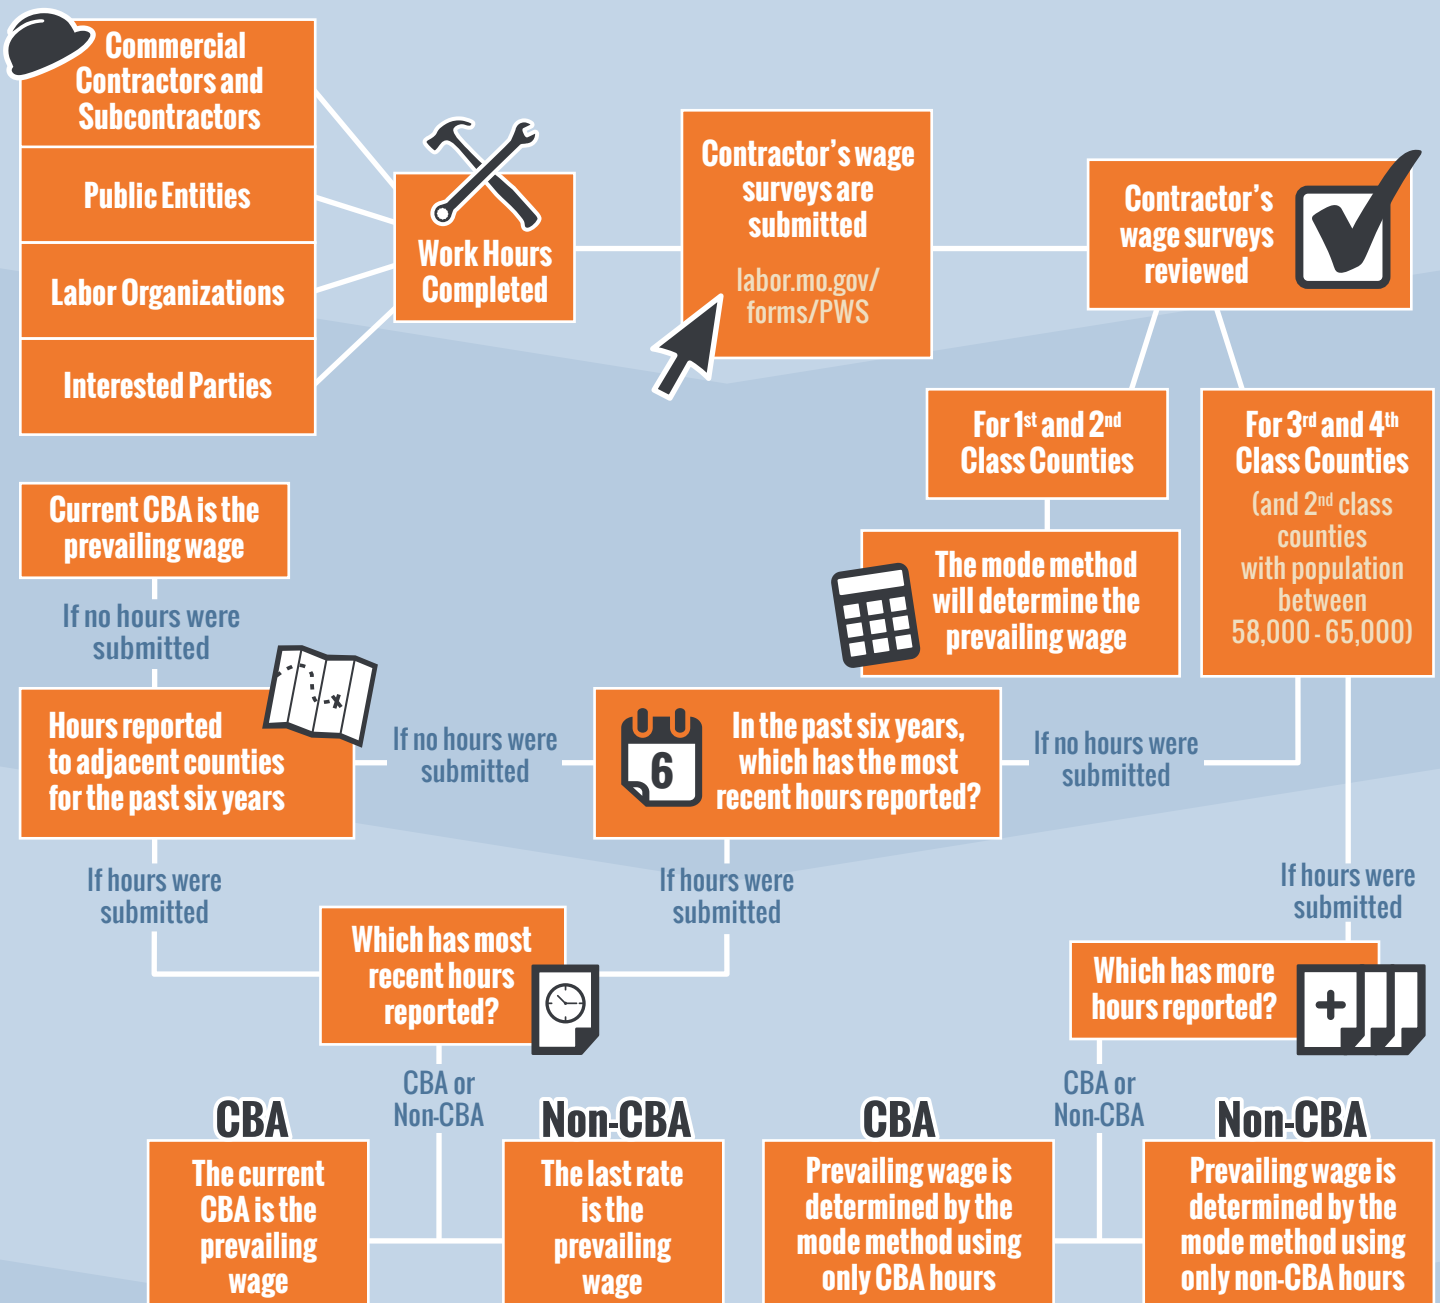 Commercial
Contractors and
Subcontractors
Public Entities
Labor Organizations
Interested Parties
Work Hours
Completed
Contractor's wage
surveys are
submitted
labor.mo.gov/
forms/PWS
Contractor's
wage surveys
reviewed
For 1st and 2nd
Class Counties
The mode method
will determine the
prevailing wage
For 3rd and 4th
Class Counties
(and 2nd class
counties
with population
between
58,000 - 65,000)
Current CBA is the
prevailing wage
If no hours were
submitted
Hours reported
to adjacent counties
for the past six years
If no hours were
submitted
6
In the past six years,
which has the most
recent hours reported?
If no hours were
submitted
If hours were
submitted
If hours were
submitted
If hours were
submitted
Which has most
recent hours
reported?
Which has more
hours reported?
CBA or
Non-CBA
CBA or
Non-CBA
CBA
The current
CBA is the
prevailing
wage
Non-CBA
The last rate
is the
prevailing
wage
CBA
Prevailing wage is
determined by the
mode method using
only CBA hours
Non-CBA
Prevailing wage is
determined by the
mode method using
only non-CBA hours